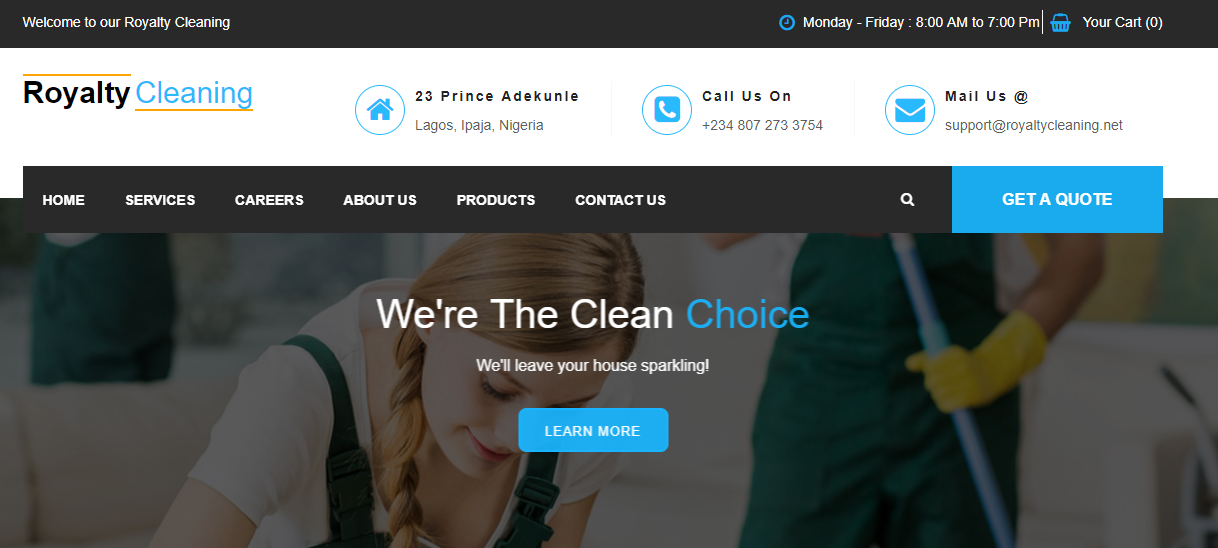 Welcome to our Royalty Cleaning
Monday - Friday : 8:00 AM to 7:00 Pm
Your Cart (0)
Royalty Cleaning
23 Prince Adekunle
Lagos, Ipaja, Nigeria
Call Us On
+234 807 273 3754
Mail Us @
support@royaltycleaning.net
HOME
SERVICES
CAREERS
ABOUT US
PRODUCTS
CONTACT US
GET A QUOTE
We're The Clean Choice
We'll leave your house sparkling!
LEARN MORE